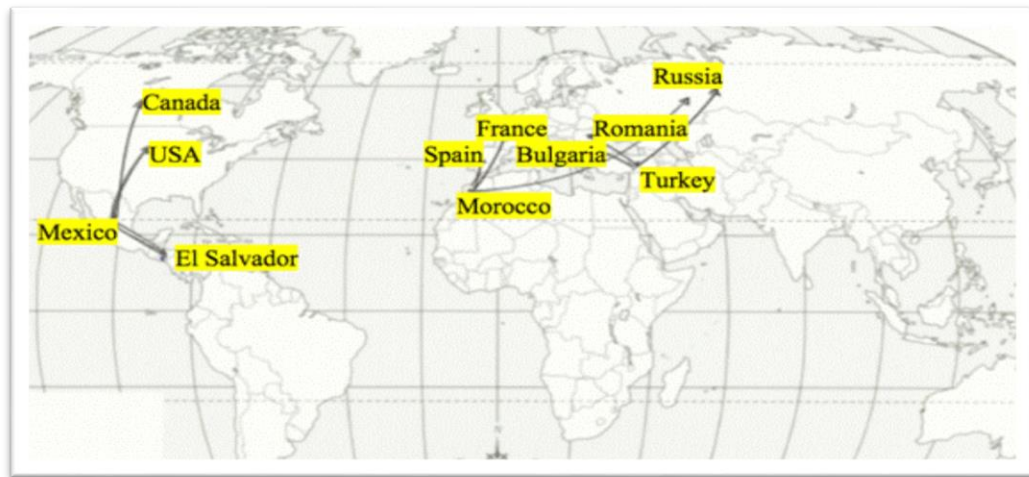 Russia
Canada
France
Romania
USA
Spain
Bulgaria
Turkey
Morocco
Mexico
El Salvador